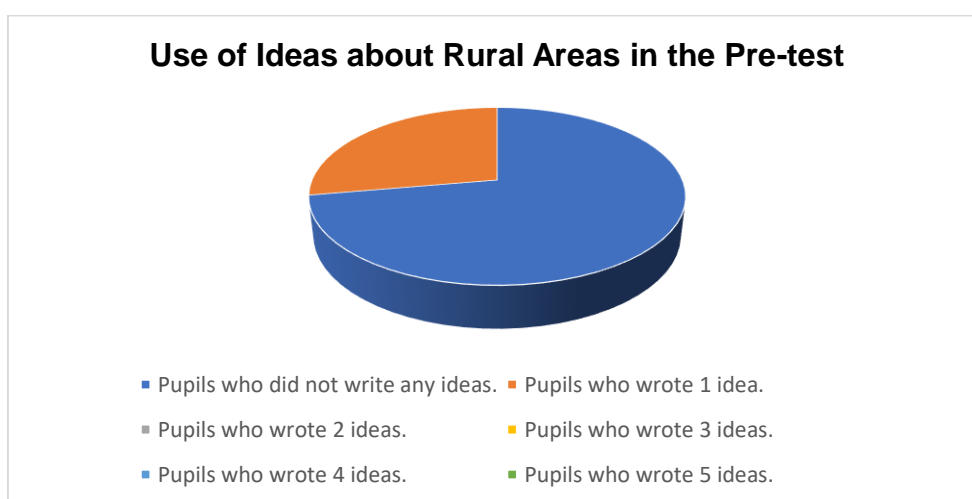 Use of Ideas about Rural Areas in the Pre-test
Pupils who did not write any ideas. Pupils who wrote 1 idea.
Pupils who wrote 2 ideas. Pupils who wrote 3 ideas.
Pupils who wrote 4 ideas. Pupils who wrote 5 ideas.